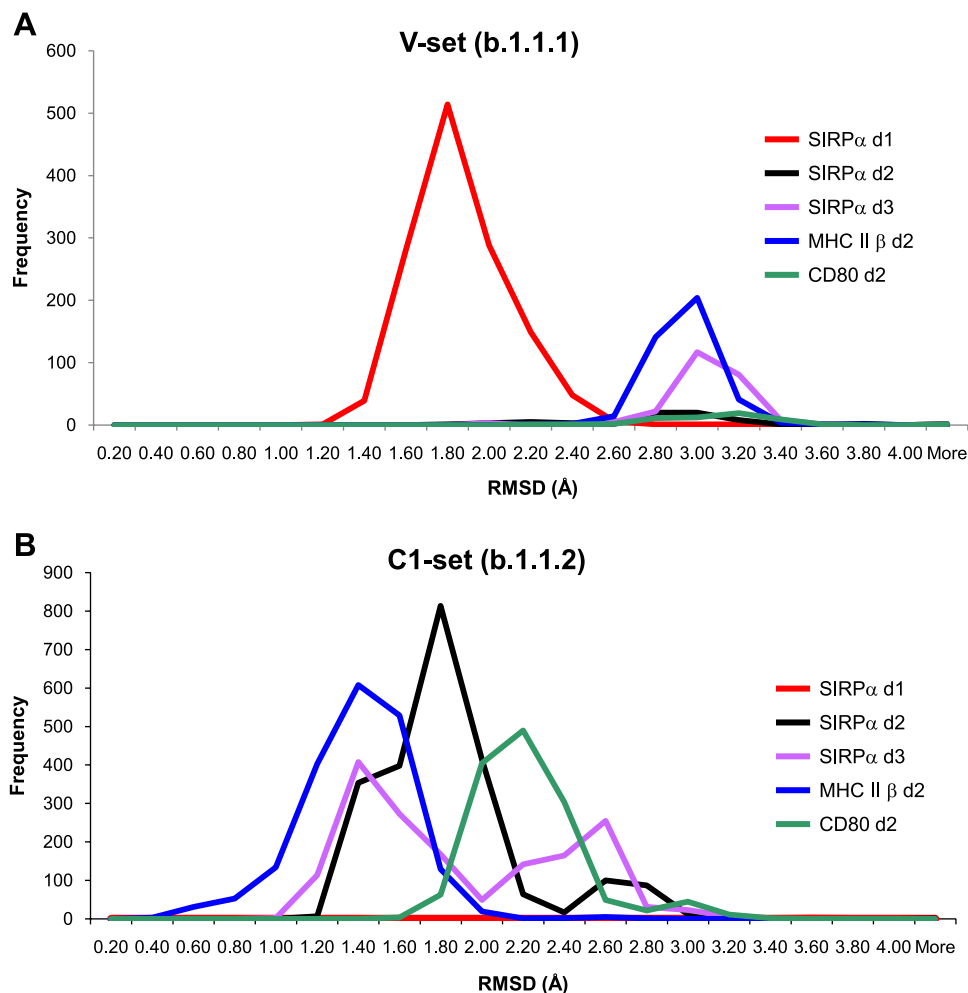 A
V-set (b.1.1.1)
600
500
400
300
200
100
0
Frequency
SIRPα d1
SIRPα d2
SIRPα d3
MHC II β d2
CD80 d2
0.20 0.40 0.60 0.80 1.00 1.20 1.40 1.60 1.80 2.00 2.20 2.40 2.60 2.80 3.00 3.20 3.40 3.60 3.80 4.00 More
RMSD (Å)
B
C1-set (b.1.1.2)
900
800
700
600
500
400
300
200
100
0
Frequency
SIRPα d1
SIRPα d2
SIRPα d3
MHC II β d2
CD80 d2
0.20 0.40 0.60 0.80 1.00 1.20 1.40 1.60 1.80 2.00 2.20 2.40 2.60 2.80 3.00 3.20 3.40 3.60 3.80 4.00 More
RMSD (Å)